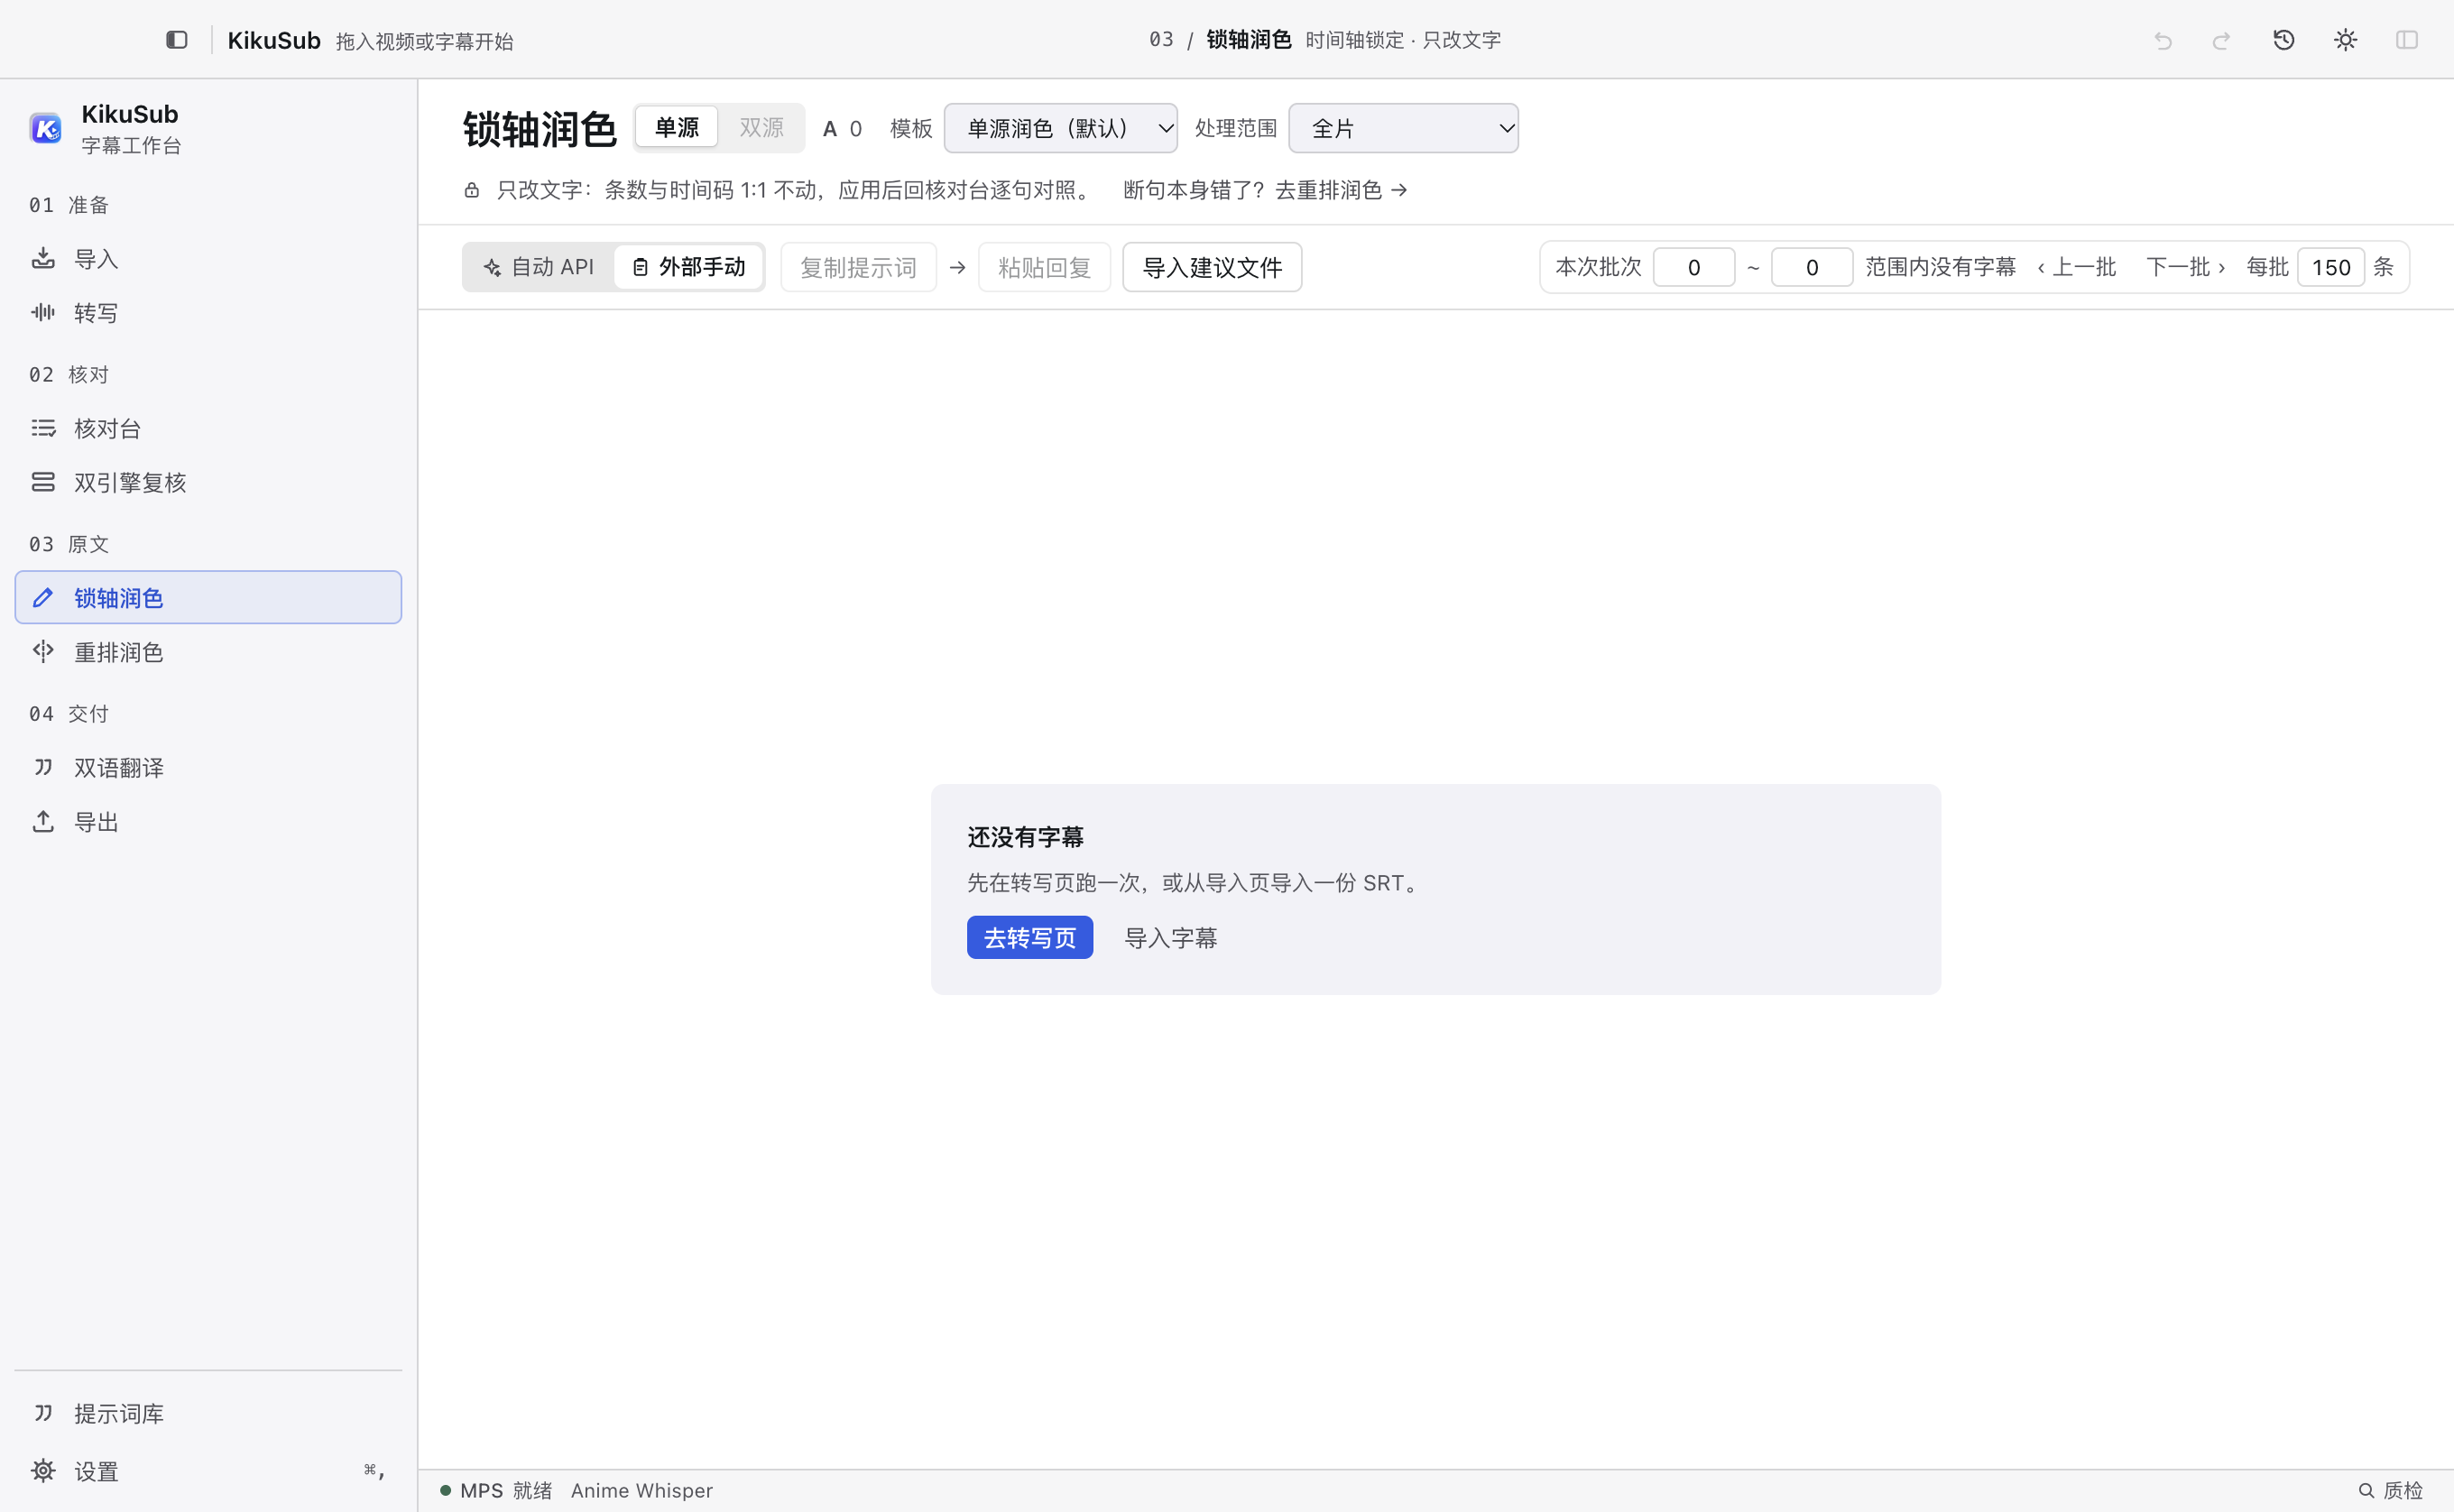 KikuSub 拖入视频或字幕开始
03 / 锁轴润色 时间轴锁定 · 只改文字
KikuSub
字幕工作台
01 准备
导入
转写
02 核对
核对台
双引擎复核
03 原文
锁轴润色
重排润色
04 交付
双语翻译
导出
提示词库
设置 ⌘,
锁轴润色 单源 双源 A 0 模板 单源润色（默认） 处理范围 全片
只改文字：条数与时间码 1:1 不动，应用后回核对台逐句对照。 断句本身错了？去重排润色 →
自动 API 外部手动 复制提示词 → 粘贴回复 导入建议文件 本次批次 0 ~ 0 范围内没有字幕 ‹ 上一批 下一批 › 每批 150 条
还没有字幕
先在转写页跑一次，或从导入页导入一份 SRT。
去转写页 导入字幕
MPS 就绪 Anime Whisper 质检